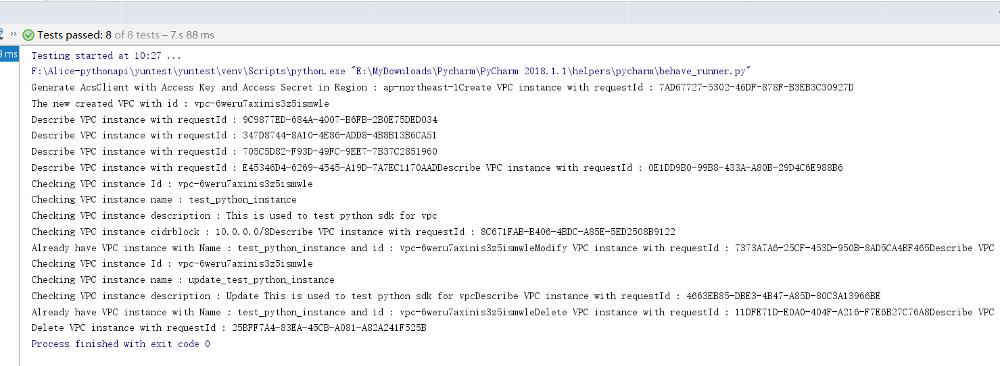 Tests passed: 8 of 8 tests – 7 s 88 ms
8 ms
Testing started at 10:27 ...
F:\Alice-pythonapi\yuntest\yuntest\venv\Scripts\python.exe "E:\MyDownloads\Pycharm\PyCharm 2018.1.1\helpers\pycharm\behave_runner.py"
Generate AcsClient with Access Key and Access Secret in Region : ap-northeast-1Create VPC instance with requestId : 7AD67727-5302-46DF-878F-B3EB3C30927D
The new created VPC with id : vpc-6weru7axinis3z5ismwle
Describe VPC instance with requestId : 9C9877ED-684A-4007-B6FB-2B0E75DED034
Describe VPC instance with requestId : 347D8744-8A10-4E86-ADD8-4B8B13B6CA51
Describe VPC instance with requestId : 705C5D82-F93D-49FC-9EE7-7B37C2851960
Describe VPC instance with requestId : E45346D4-6269-4545-A19D-7A7EC1170AADDescribe VPC instance with requestId : 0E1DD9B0-99B8-433A-A80B-29D4C6E988B6
Checking VPC instance Id : vpc-6weru7axinis3z5ismwle
Checking VPC instance name : test_python_instance
Checking VPC instance description : This is used to test python sdk for vpc
Checking VPC instance cidrblock : 10.0.0.0/8Describe VPC instance with requestId : 8C671FAB-B406-4BDC-A85E-5ED2508B9122
Already have VPC instance with Name : test_python_instance and id : vpc-6weru7axinis3z5ismwleModify VPC instance with requestId : 7373A7A6-25CF-453D-950B-8AD5CA4BF465Describe VPC
Checking VPC instance Id : vpc-6weru7axinis3z5ismwle
Checking VPC instance name : update_test_python_instance
Checking VPC instance description : Update This is used to test python sdk for vpcDescribe VPC instance with requestId : 4663EB85-DBE3-4B47-A85D-80C3A13966BE
Already have VPC instance with Name : test_python_instance and id : vpc-6weru7axinis3z5ismwleDelete VPC instance with requestId : 11DFE71D-E0A0-404F-A216-F7E6B27C76A8Describe VPC
Delete VPC instance with requestId : 25BFF7A4-83EA-45CB-A081-A82A241F525B
Process finished with exit code 0